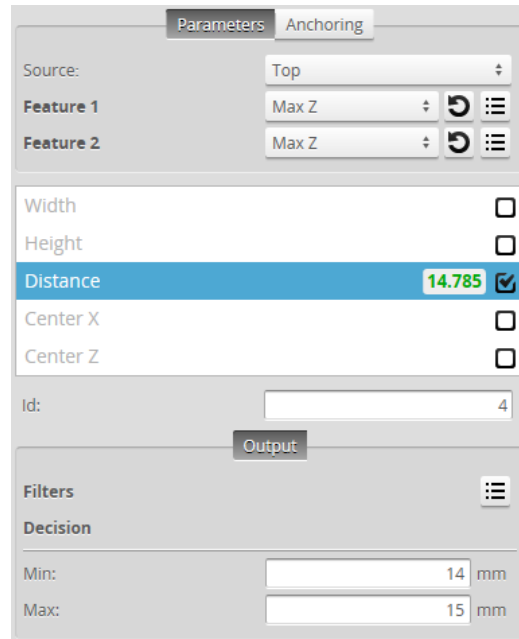 Parameters Anchoring
Source: Top
Feature 1 Max Z
Feature 2 Max Z
Width
Height
Distance 14.785
Center X
Center Z
Id: 4
Output
Filters
Decision
Min: 14 mm
Max: 15 mm